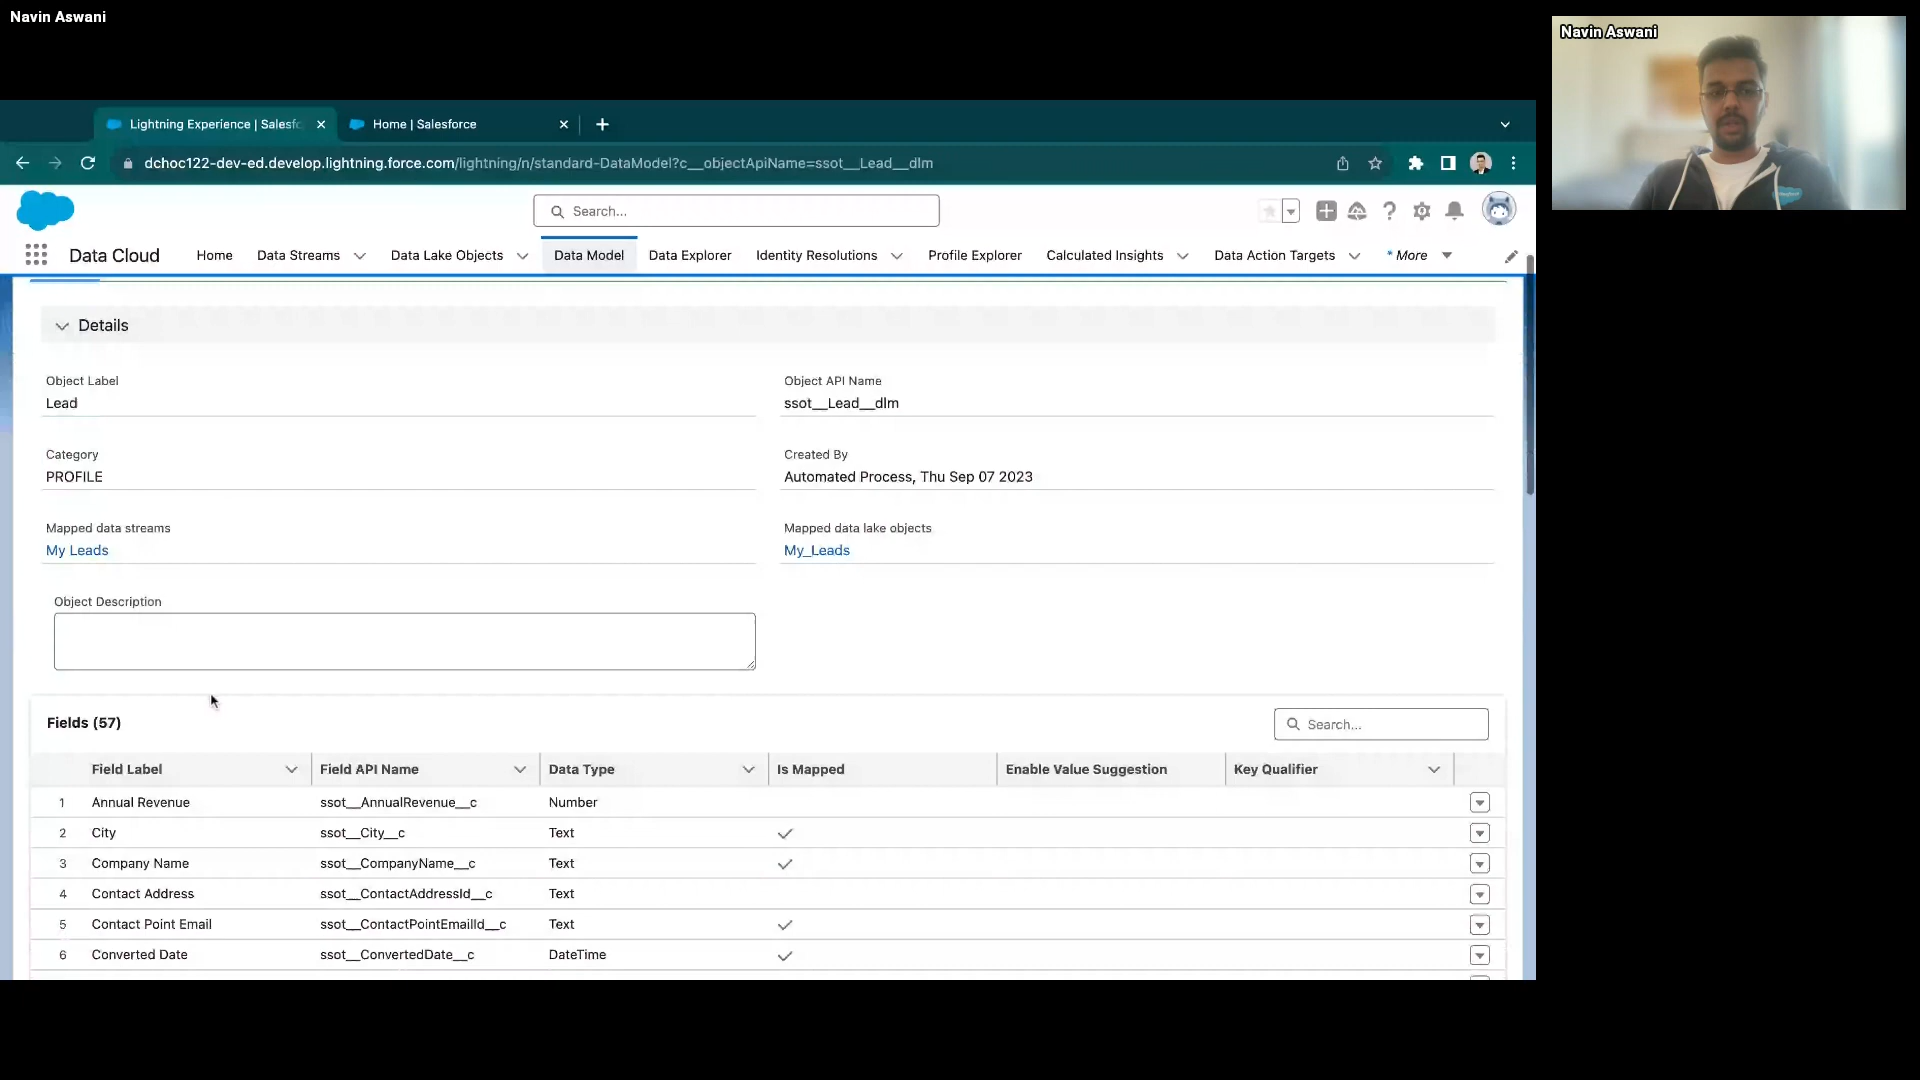 Navin Aswani
Navin Aswani
Lightning Experience | Salesfo
Home | Salesforce
dchoc122-dev-ed.develop.lightning.force.com/lightning/n/standard-DataModel?c__objectApiName=ssot__Lead__dlm
Search...
Data Cloud Home Data Streams Data Lake Objects Data Model Data Explorer Identity Resolutions Profile Explorer Calculated Insights Data Action Targets * More
Details
Object Label Object API Name
Lead ssot__Lead__dlm
Category Created By
PROFILE Automated Process, Thu Sep 07 2023
Mapped data streams Mapped data lake objects
My Leads My_Leads
Object Description
Fields (57) Search...
Field Label Field API Name Data Type Is Mapped Enable Value Suggestion Key Qualifier
1 Annual Revenue ssot__AnnualRevenue__c Number
2 City ssot__City__c Text
3 Company Name ssot__CompanyName__c Text
4 Contact Address ssot__ContactAddressId__c Text
5 Contact Point Email ssot__ContactPointEmailId__c Text
6 Converted Date ssot__ConvertedDate__c DateTime